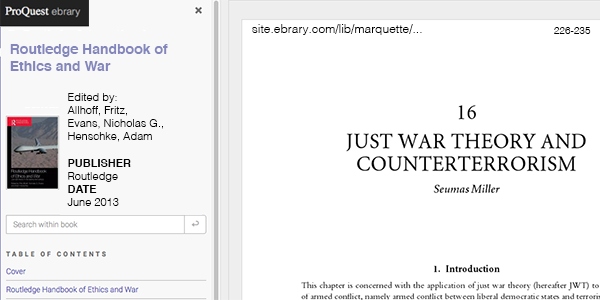 ProQuest ebrary
×
Routledge Handbook of
Ethics and War
Edited by:
Allhoff, Fritz,
Evans, Nicholas G.,
Henschke, Adam
PUBLISHER
Routledge
DATE
June 2013
Routledge Handbook
of Ethics and War
Search within book
TABLE OF CONTENTS
Cover
Routledge Handbook of Ethics and War
site.ebrary.com/lib/marquette/...
226-235
16
JUST WAR THEORY AND
COUNTERTERRORISM
Seumas Miller
1. Introduction
This chapter is concerned with the application of just war theory (hereafter JWT) to
of armed conflict, namely armed conflict between liberal democratic states and terroris